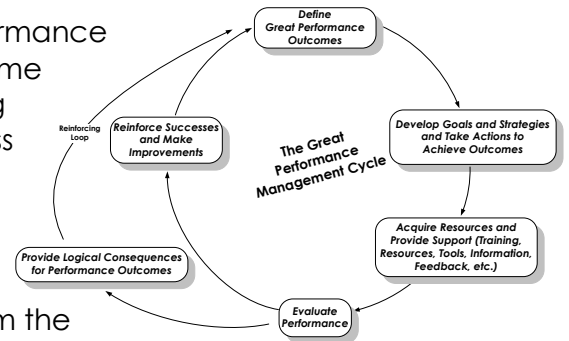 rmance
me
g
ss
m the
Define
Great Performance
Outcomes
Develop Goals and Strategies
and Take Actions to
Achieve Outcomes
Acquire Resources and
Provide Support (Training,
Resources, Tools, Information,
Feedback, etc.)
Evaluate
Performance
Provide Logical Consequences
for Performance Outcomes
Reinforce Successes
and Make
Improvements
Reinforcing
Loop
The Great
Performance
Management Cycle